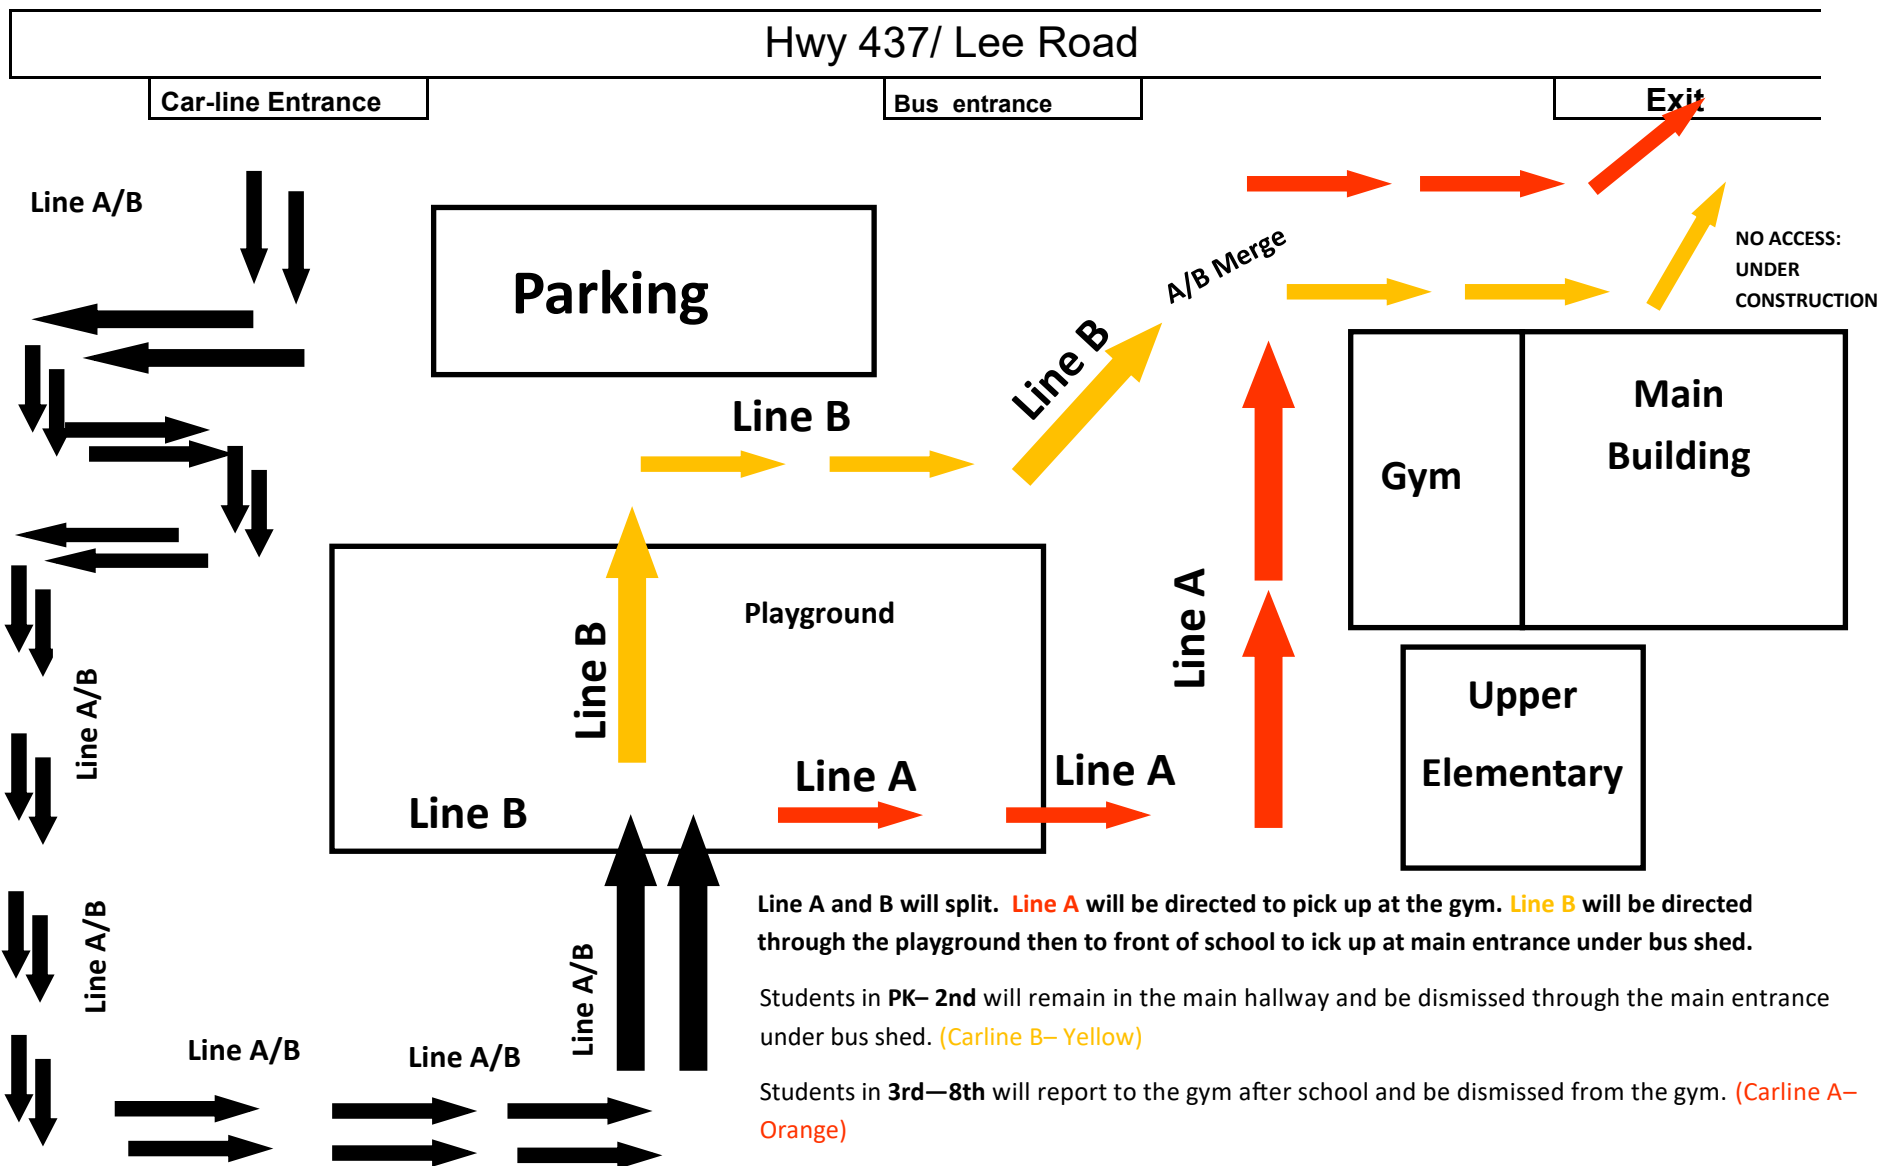 Hwy 437/ Lee Road
Car-line Entrance
Bus entrance
Exit
Line A/B
Parking
A/B Merge
NO ACCESS:
UNDER
CONSTRUCTION
Line B
Line B
Main
Building
Gym
Playground
Line B
Line A
Line A/B
Upper
Elementary
Line A
Line A
Line B
Line A/B
Line A/B
Line A/B
Line A/B
Line A and B will split. Line A will be directed to pick up at the gym. Line B will be directed
through the playground then to front of school to ick up at main entrance under bus shed.
Students in PK– 2nd will remain in the main hallway and be dismissed through the main entrance
under bus shed. (Carline B– Yellow)
Students in 3rd—8th will report to the gym after school and be dismissed from the gym. (Carline A–
Orange)